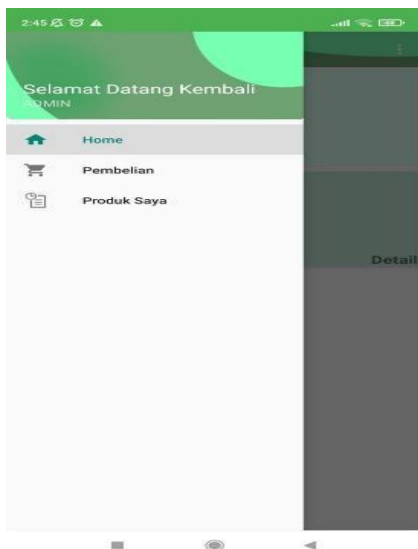 2:45
Selamat Datang Kembali
ADMIN
Home
Pembelian
Produk Saya
Detail